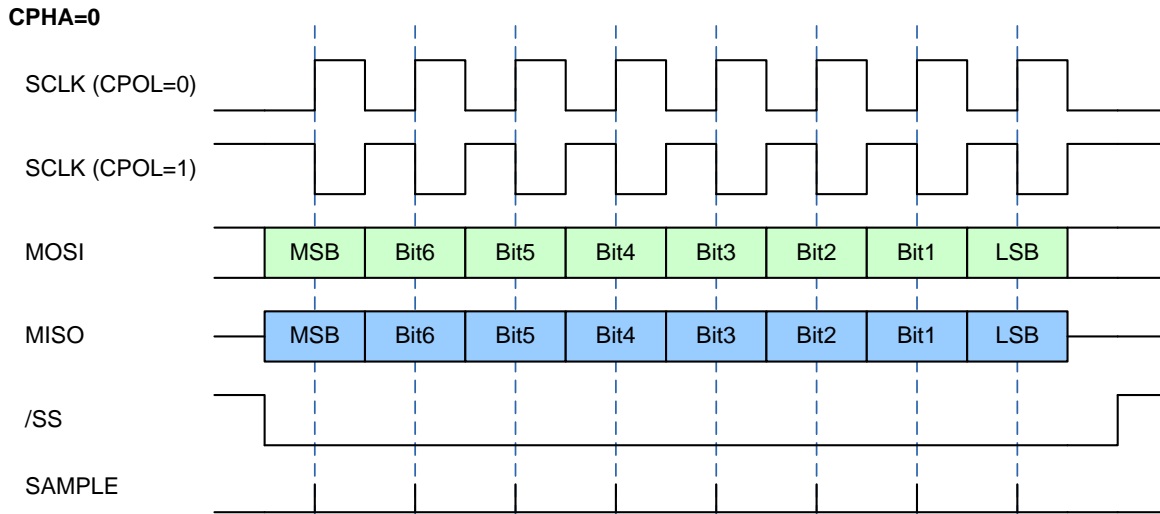 CPHA=0
SCLK (CPOL=0)
SCLK (CPOL=1)
MOSI MSB Bit6 Bit5 Bit4 Bit3 Bit2 Bit1 LSB
MISO MSB Bit6 Bit5 Bit4 Bit3 Bit2 Bit1 LSB
/SS
SAMPLE